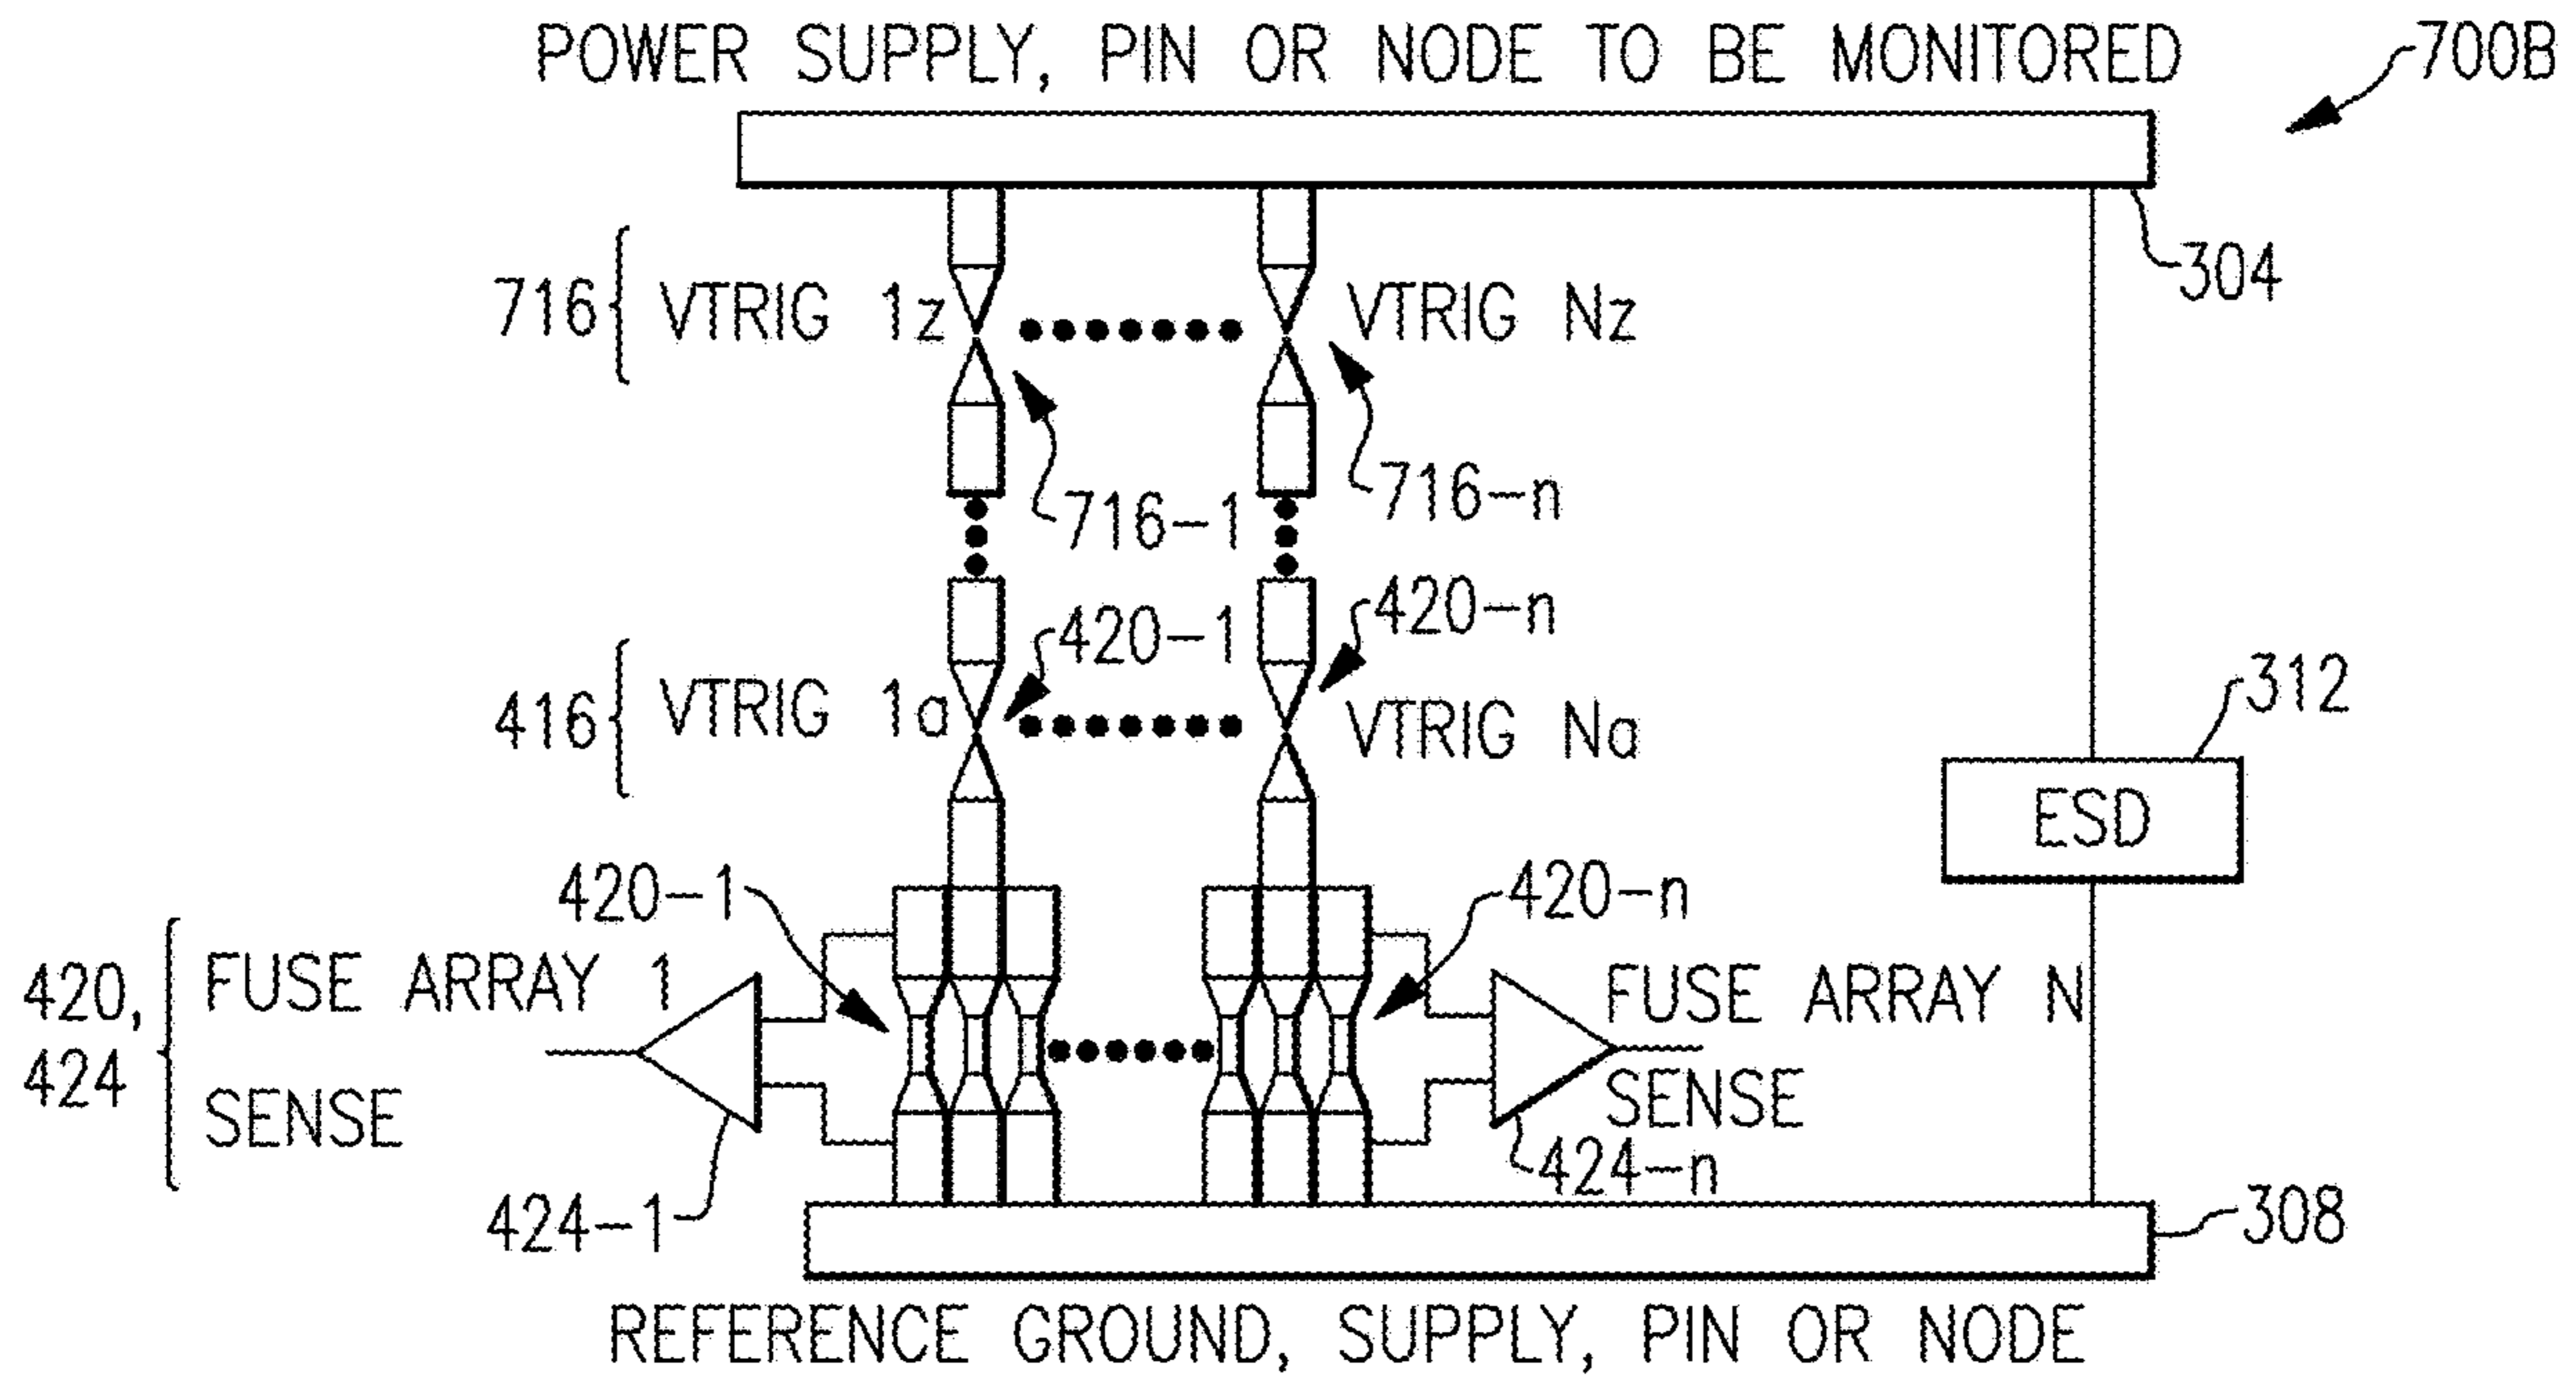 POWER SUPPLY, PIN OR NODE TO BE MONITORED
700B
304
716 VTRIG 1z
VTRIG Nz
716-1
716-n
420-1
420-n
416 VTRIG 1a
VTRIG Na
312
ESD
420-1
420-n
420,
424
FUSE ARRAY 1
SENSE
FUSE ARRAY N
SENSE
424-1
424-n
308
REFERENCE GROUND, SUPPLY, PIN OR NODE